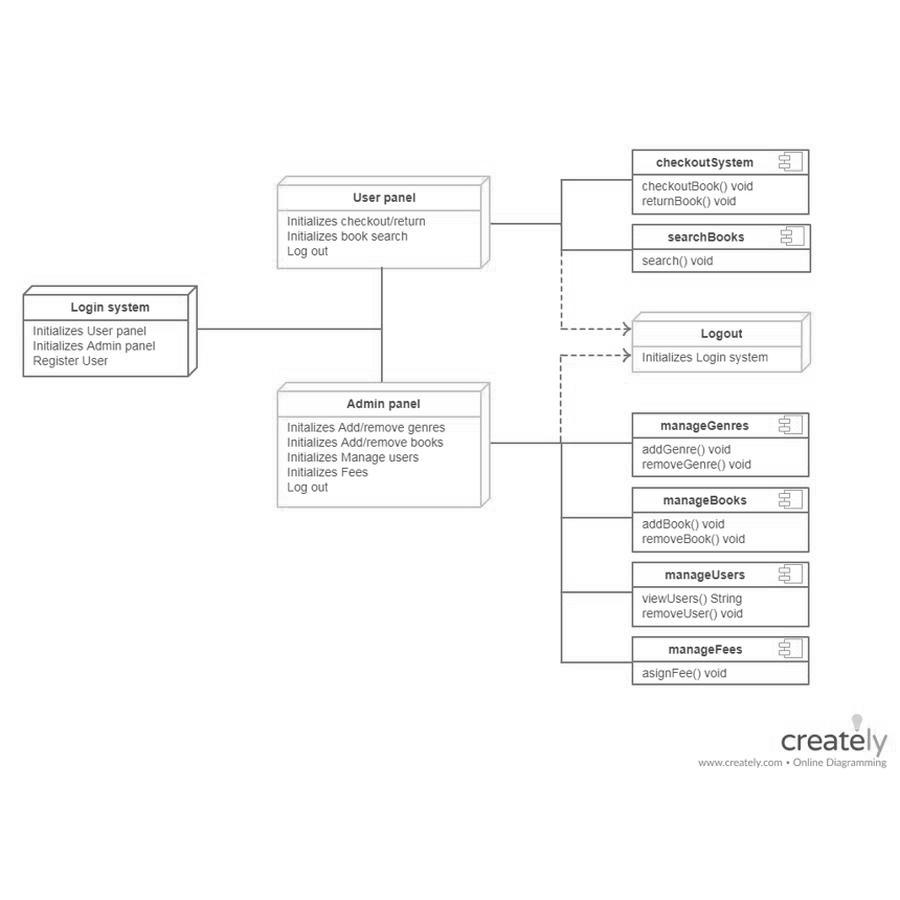 checkoutSystem
checkoutBook() void
returnBook() void
User panel
Initializes checkout/return
Initializes book search
Log out
searchBooks
search() void
Login system
Initializes User panel
Initializes Admin panel
Register User
Logout
Initializes Login system
Admin panel
Initalizes Add/remove genres
Initializes Add/remove books
Initializes Manage users
Initializes Fees
Log out
manageGenres
addGenre() void
removeGenre() void
manageBooks
addBook() void
removeBook() void
manageUsers
viewUsers() String
removeUser() void
manageFees
asignFee() void
creately
www.creately.com • Online Diagramming